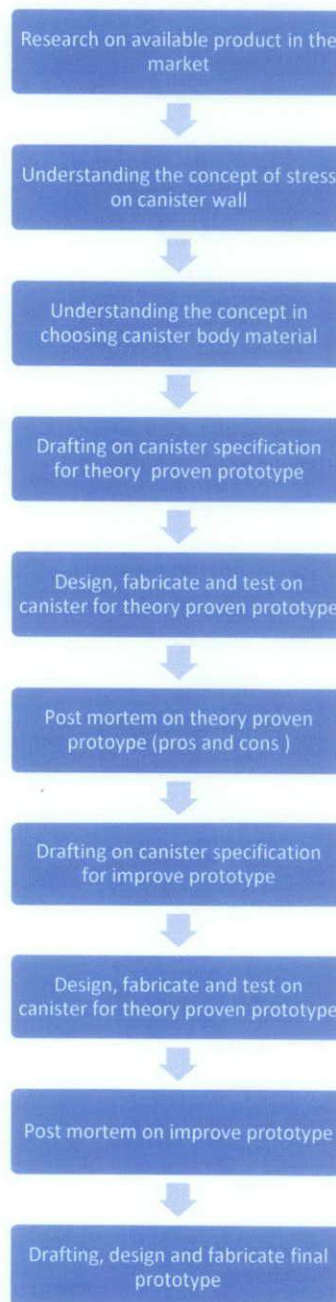 Research on available product in the
market
Understanding the concept of stress
on canister wall
Understanding the concept in
choosing canister body material
Drafting on canister specification
for theory proven prototype
Design, fabricate and test on
canister for theory proven prototype
Post mortem on theory proven
protoype (pros and cons )
Drafting on canister specification
for improve prototype
Design, fabricate and test on
canister for theory proven prototype
Post mortem on improve prototype
Drafting, design and fabricate final
prototype